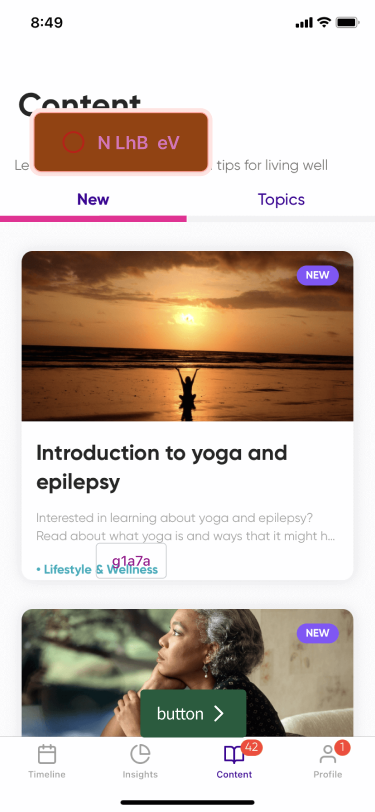 8:49
Content
N LhB eV
Le
tips for living well
New
Topics
NEW
Introduction to yoga and
epilepsy
Interested in learning about yoga and epilepsy?
Read about what yoga is and ways that it might h...
g1a7a
• Lifestyle & Wellness
NEW
button
42
1
Timeline
Insights
Content
Profile